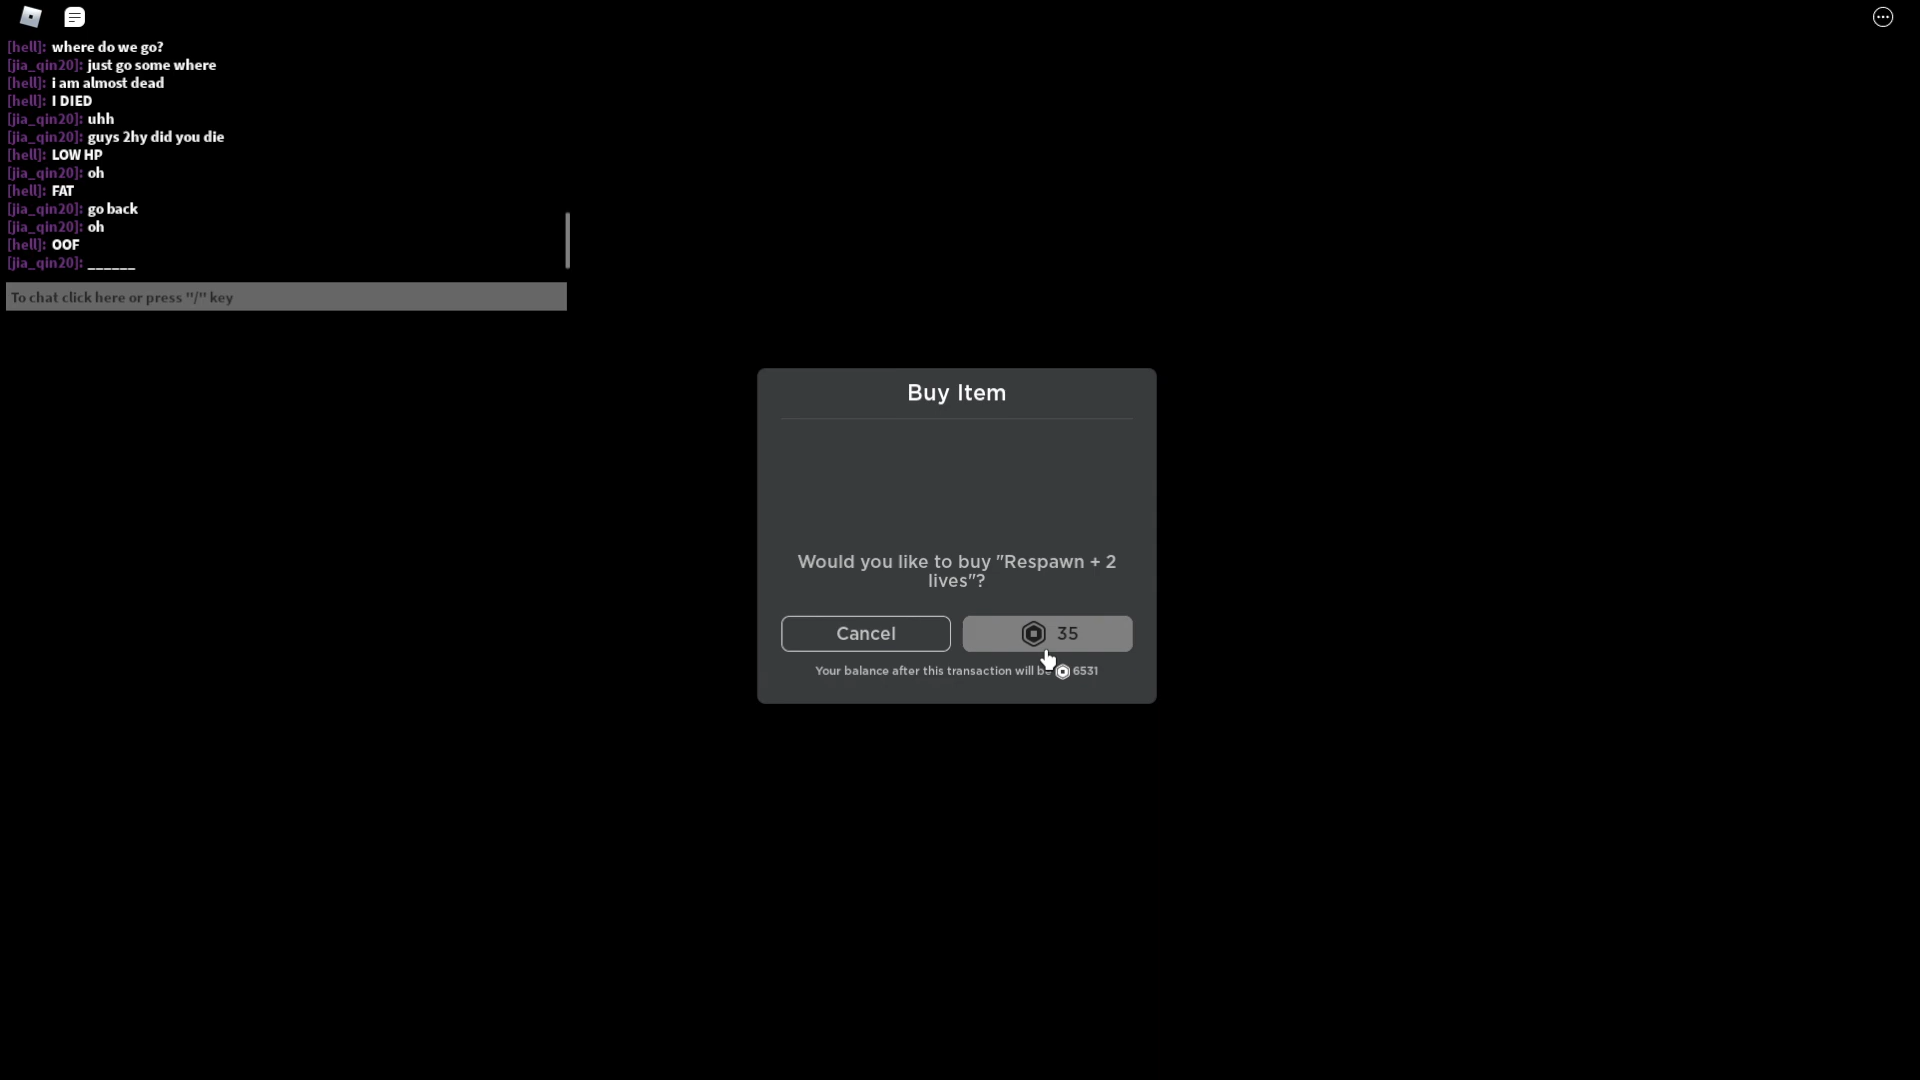 [hell]: where do we go?
[jia_qin20]: just go some where
[hell]: i am almost dead
[hell]: I DIED
[jia_qin20]: uhh
[jia_qin20]: guys 2hy did you die
[hell]: LOW HP
[jia_qin20]: oh
[hell]: FAT
[jia_qin20]: go back
[jia_qin20]: oh
[hell]: OOF
[jia_qin20]: ______
To chat click here or press "/" key
Buy Item
Would you like to buy "Respawn + 2
lives"?
Cancel
35
Your balance after this transaction will be 6531